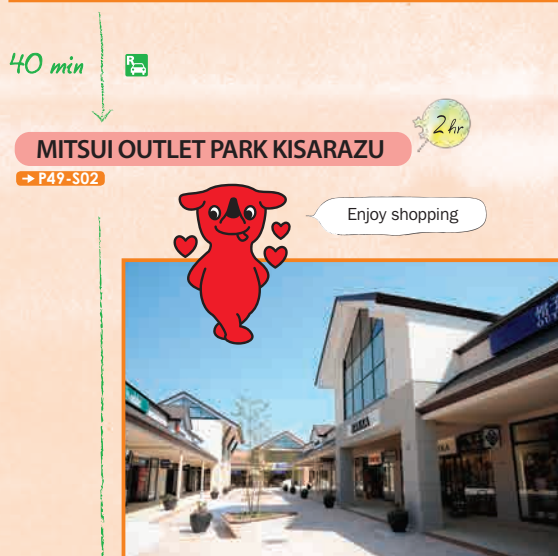 40 min
R
2 hr
MITSUI OUTLET PARK KISARAZU
→ P49-S02
Enjoy shopping